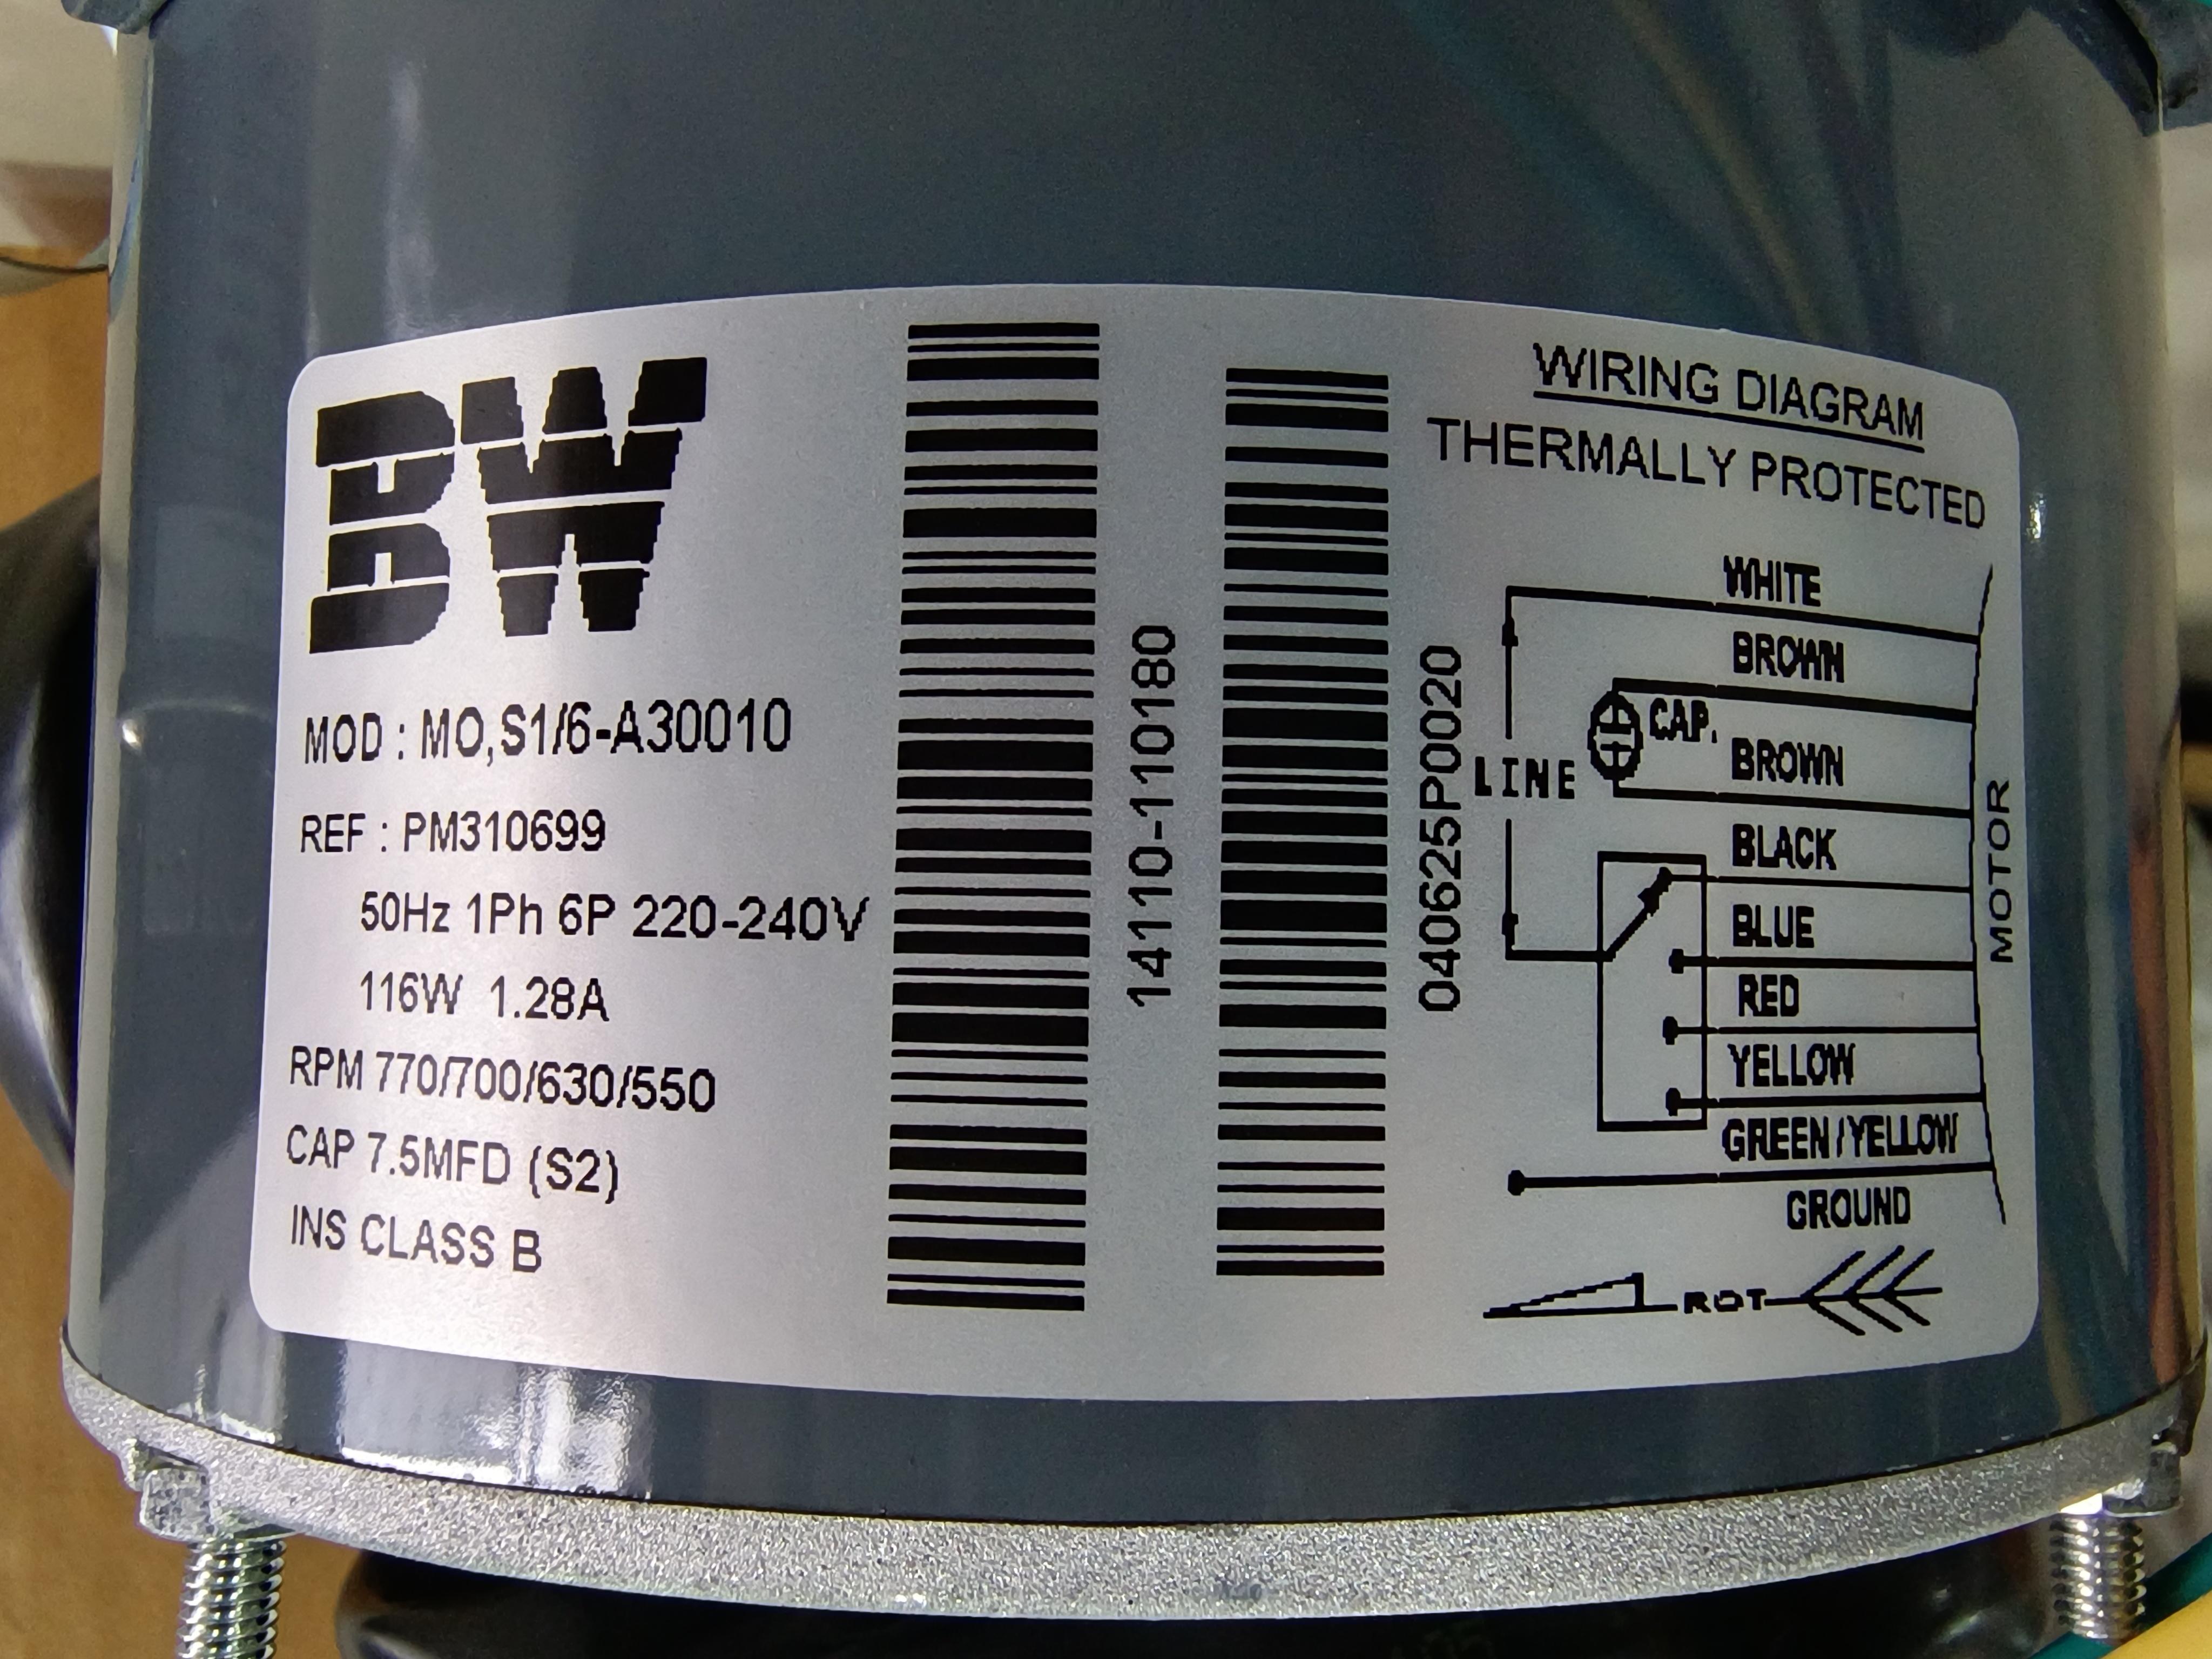 BW
MOD : MO,S1/6-A30010
REF : PM310699
50Hz 1Ph 6P 220-240V
116W 1.28A
RPM 770/700/630/550
CAP 7.5MFD (S2)
INS CLASS B
14110-110180
040625P0020
WIRING DIAGRAM
THERMALLY PROTECTED
WHITE
BROWN
CAP.
BROWN
LINE
BLACK
BLUE
RED
YELLOW
GREEN/YELLOW
GROUND
MOTOR
ROT